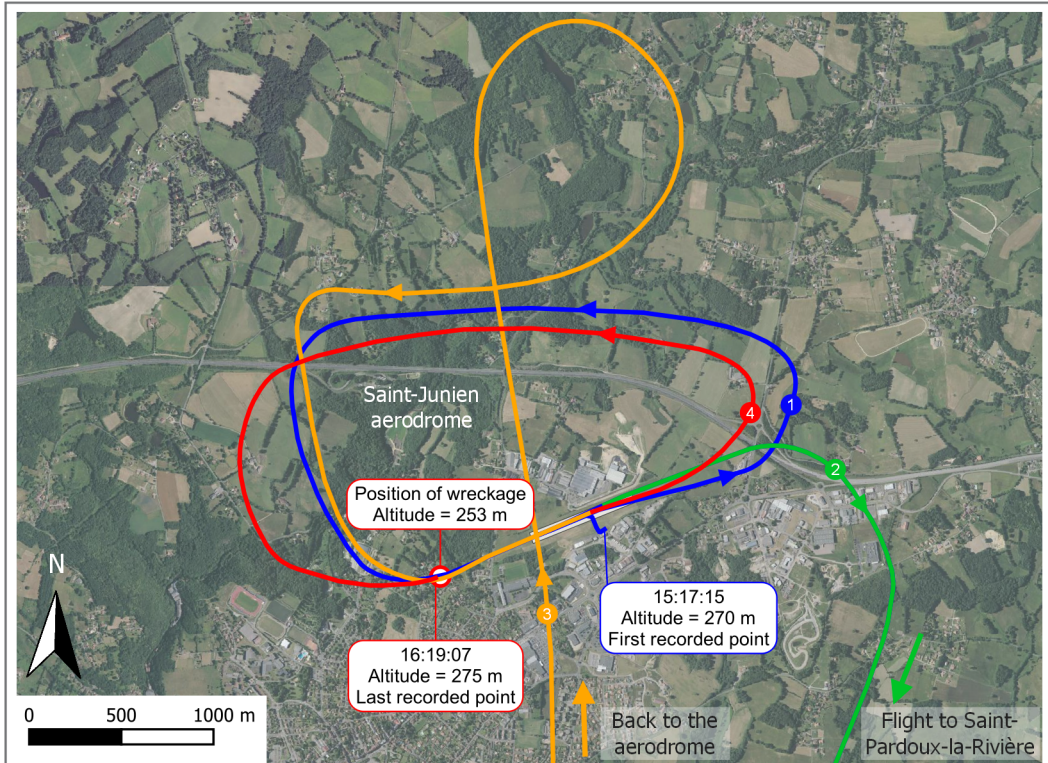 Saint-Junien
aerodrome
4
1
2
Position of wreckage
Altitude = 253 m
N
3
15:17:15
Altitude = 270 m
First recorded point
16:19:07
Altitude = 275 m
Last recorded point
0 500 1000 m
Back to the
aerodrome
Flight to Saint-
Pardoux-la-Rivière